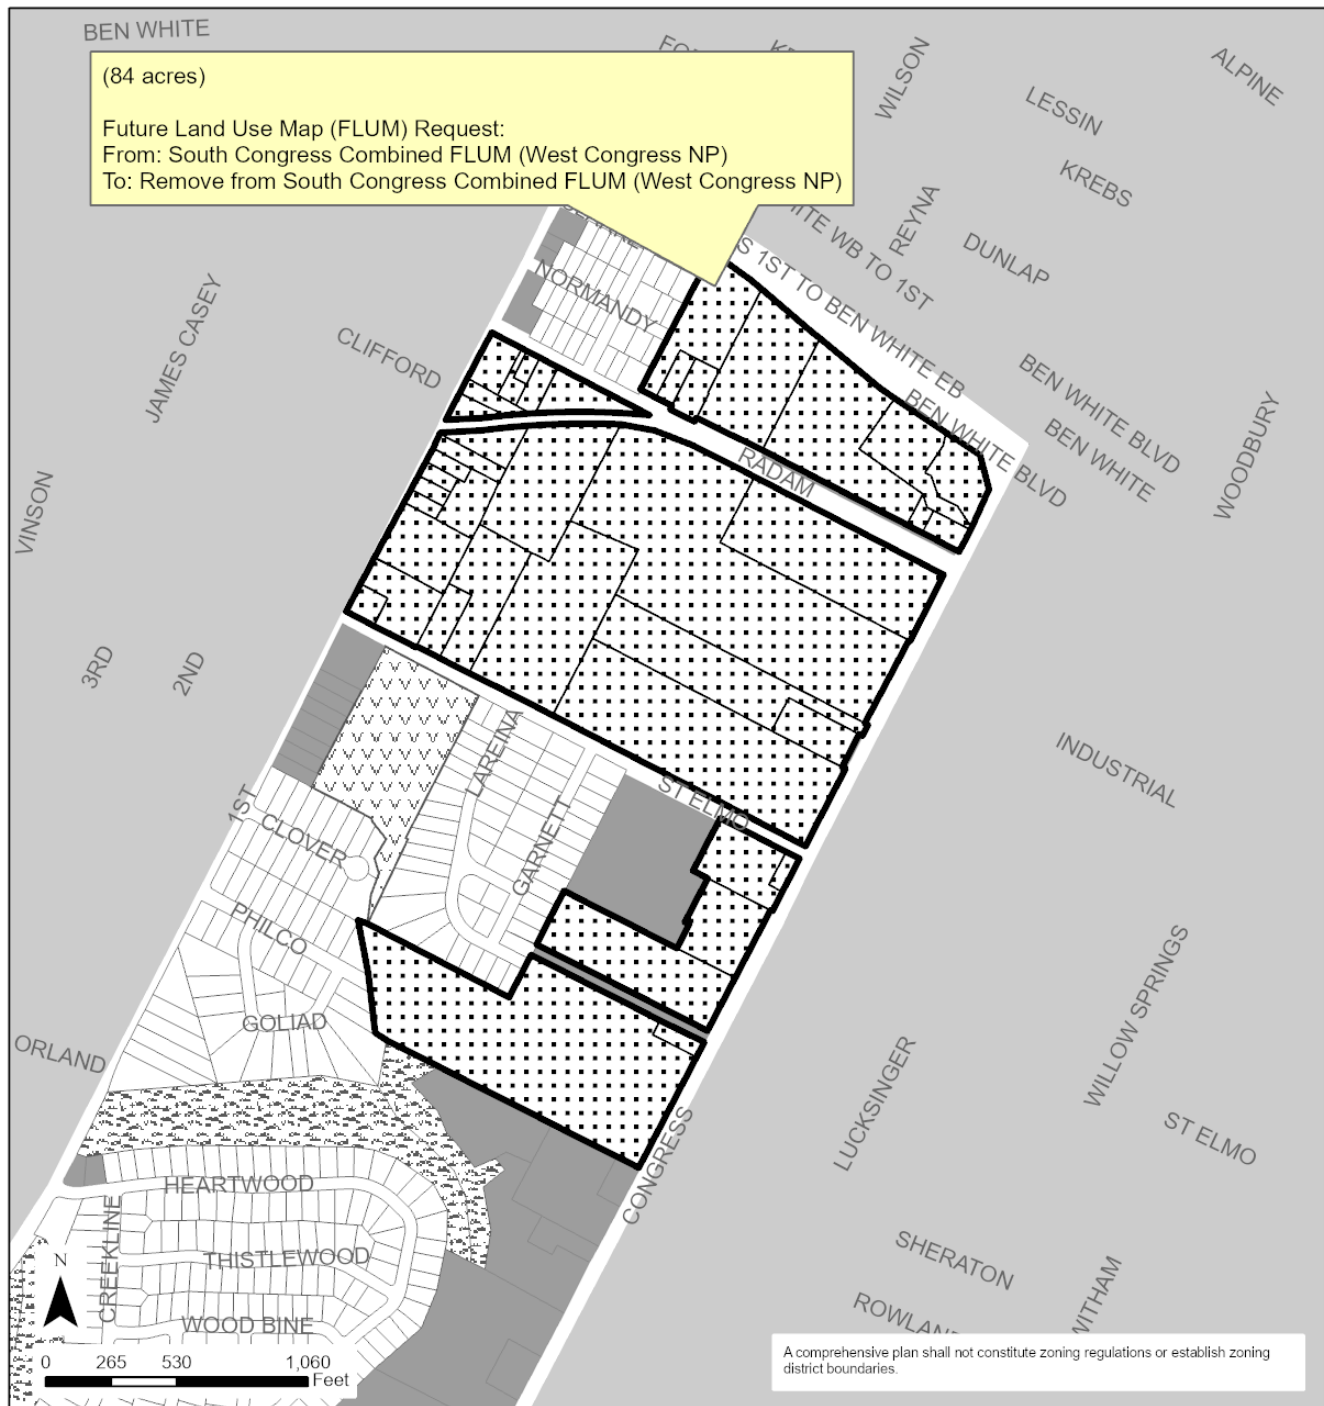 BEN WHITE
(84 acres)
Future Land Use Map (FLUM) Request:
From: South Congress Combined FLUM (West Congress NP)
To: Remove from South Congress Combined FLUM (West Congress NP)
WILSON
ALPINE
LESSIN
KREBS
REYNA
DUNLAP
WB TO 1ST
S 1ST TO BEN WHITE EB
NORMANDY
JAMES CASEY
CLIFFORD
BEN WHITE BLVD
BEN WHITE BLVD
BEN WHITE
WOODBURY
RADAM
VINSON
3RD
2ND
LAREINA
INDUSTRIAL
ST ELMO
1ST
CLOVER
GARNETT
PHILCO
GOLIAD
ORLAND
WILLOW SPRINGS
LUCKSINGER
ST ELMO
CONGRESS
HEARTWOOD
CREEKLINE
THISTLEWOOD
SHERATON
WITHAM
WOOD BINE
N
0 265 530 1,060
Feet
A comprehensive plan shall not constitute zoning regulations or establish zoning
district boundaries.